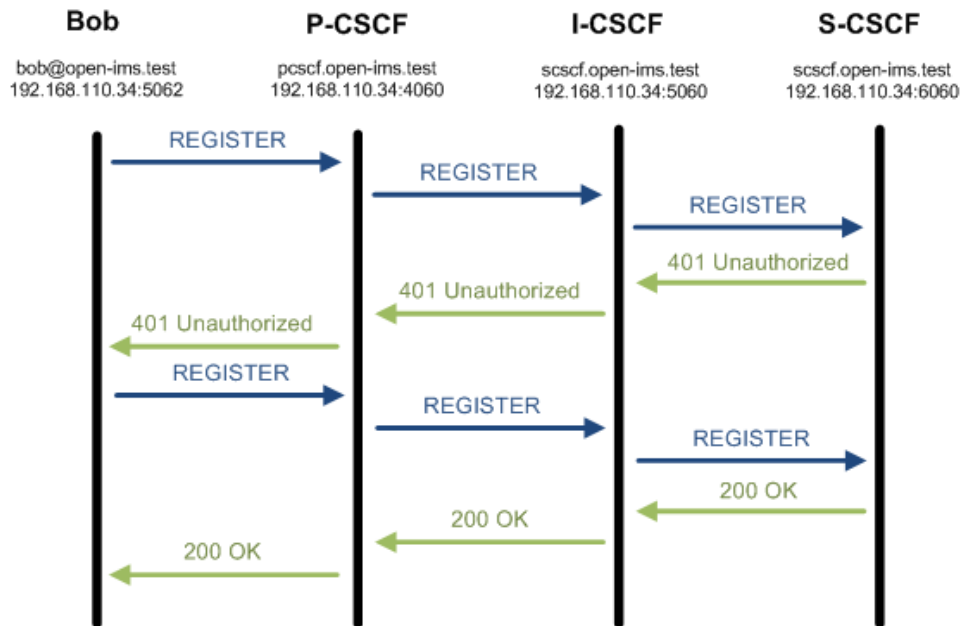 Bob P-CSCF I-CSCF S-CSCF
bob@open-ims.test pcscf.open-ims.test scscf.open-ims.test scscf.open-ims.test
192.168.110.34:5062 192.168.110.34:4060 192.168.110.34:5060 192.168.110.34:6060
REGISTER
REGISTER
REGISTER
401 Unauthorized
401 Unauthorized
401 Unauthorized
REGISTER
REGISTER
REGISTER
200 OK
200 OK
200 OK